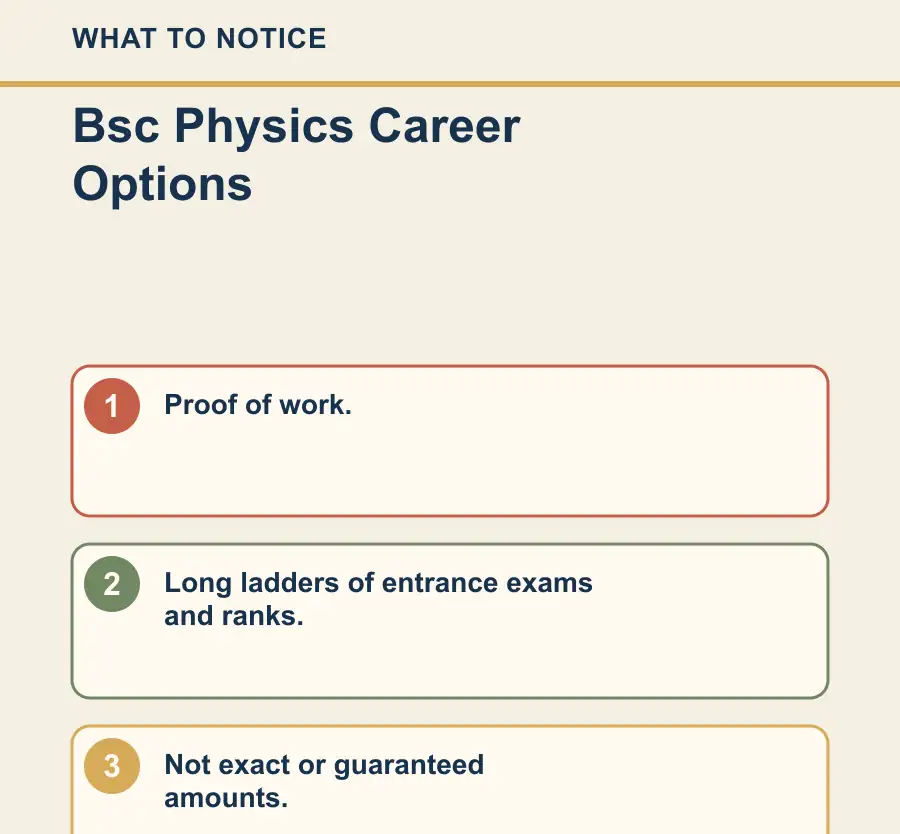 WHAT TO NOTICE
Bsc Physics Career
Options
1
Proof of work.
2
Long ladders of entrance exams
and ranks.
3
Not exact or guaranteed
amounts.